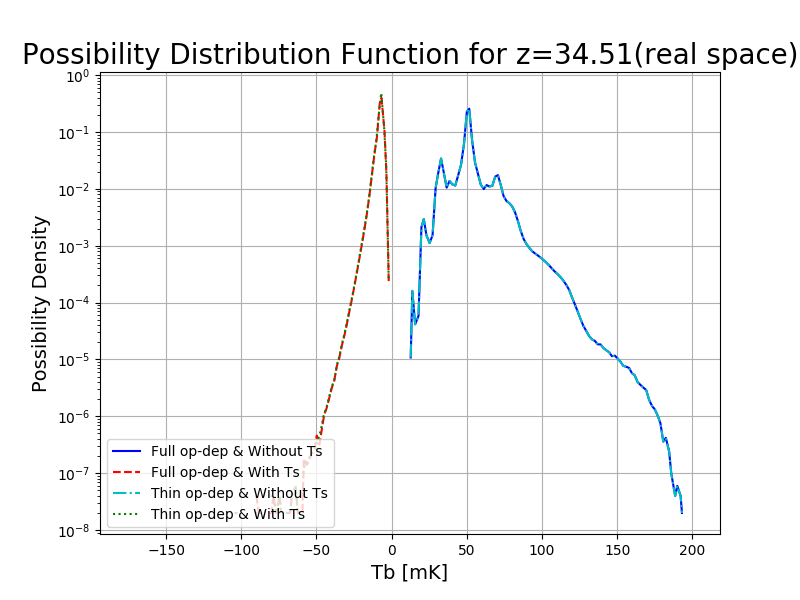 Possibility Distribution Function for z=34.51(real space)
Possibility Density
10^0
10^-1
10^-2
10^-3
10^-4
10^-5
10^-6
10^-7
10^-8
Full op-dep & Without Ts
Full op-dep & With Ts
Thin op-dep & Without Ts
Thin op-dep & With Ts
−150 −100 −50 0 50 100 150 200
Tb [mK]